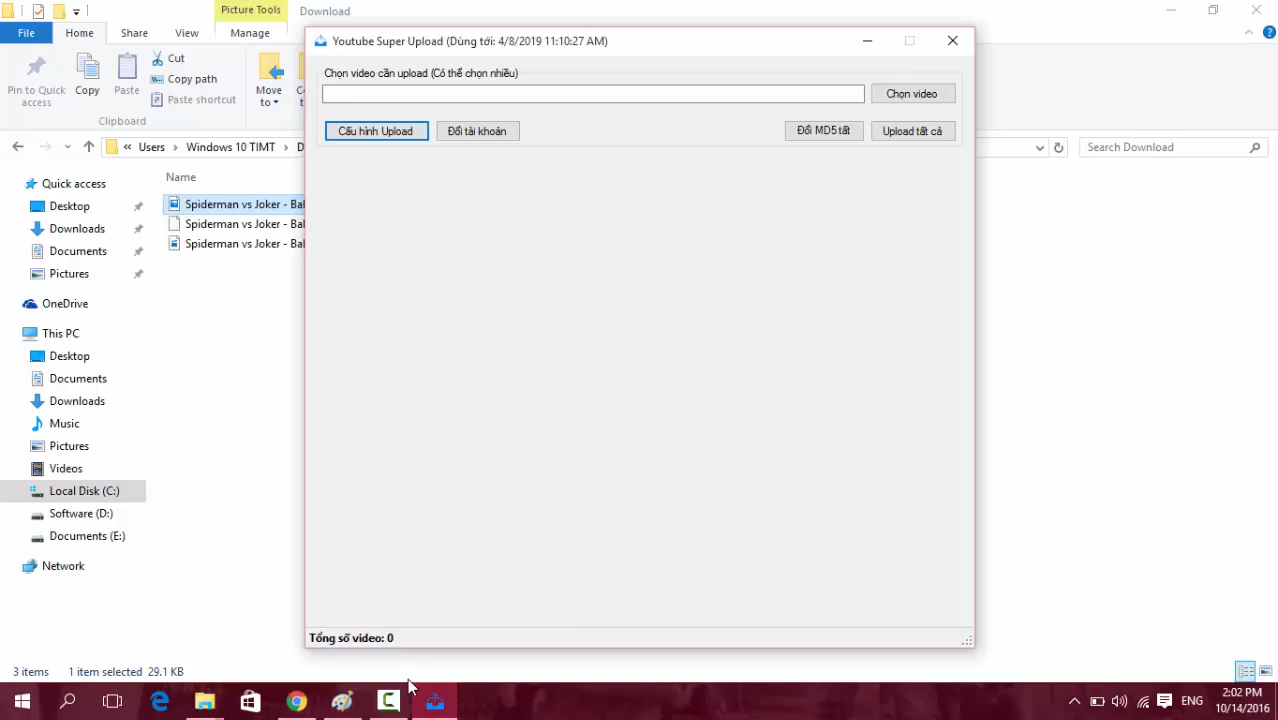 Picture Tools
Download
File
Home
Share
View
Manage
Pin to Quick access
Copy
Paste
Cut
Copy path
Paste shortcut
Move to
Clipboard
« Users > Windows 10 TIMT > D
Search Download
Quick access
Desktop
Downloads
Documents
Pictures
OneDrive
This PC
Desktop
Documents
Downloads
Music
Pictures
Videos
Local Disk (C:)
Software (D:)
Documents (E:)
Network
Name
Spiderman vs Joker - Bal
Spiderman vs Joker - Bal
Spiderman vs Joker - Bal
Youtube Super Upload (Dùng tới: 4/8/2019 11:10:27 AM)
Chọn video cần upload (Có thể chọn nhiều)
Chọn video
Cấu hình Upload
Đổi tài khoản
Đổi MD5 tất
Upload tất cả
Tổng số video: 0
3 items
1 item selected 29.1 KB
ENG
2:02 PM
10/14/2016